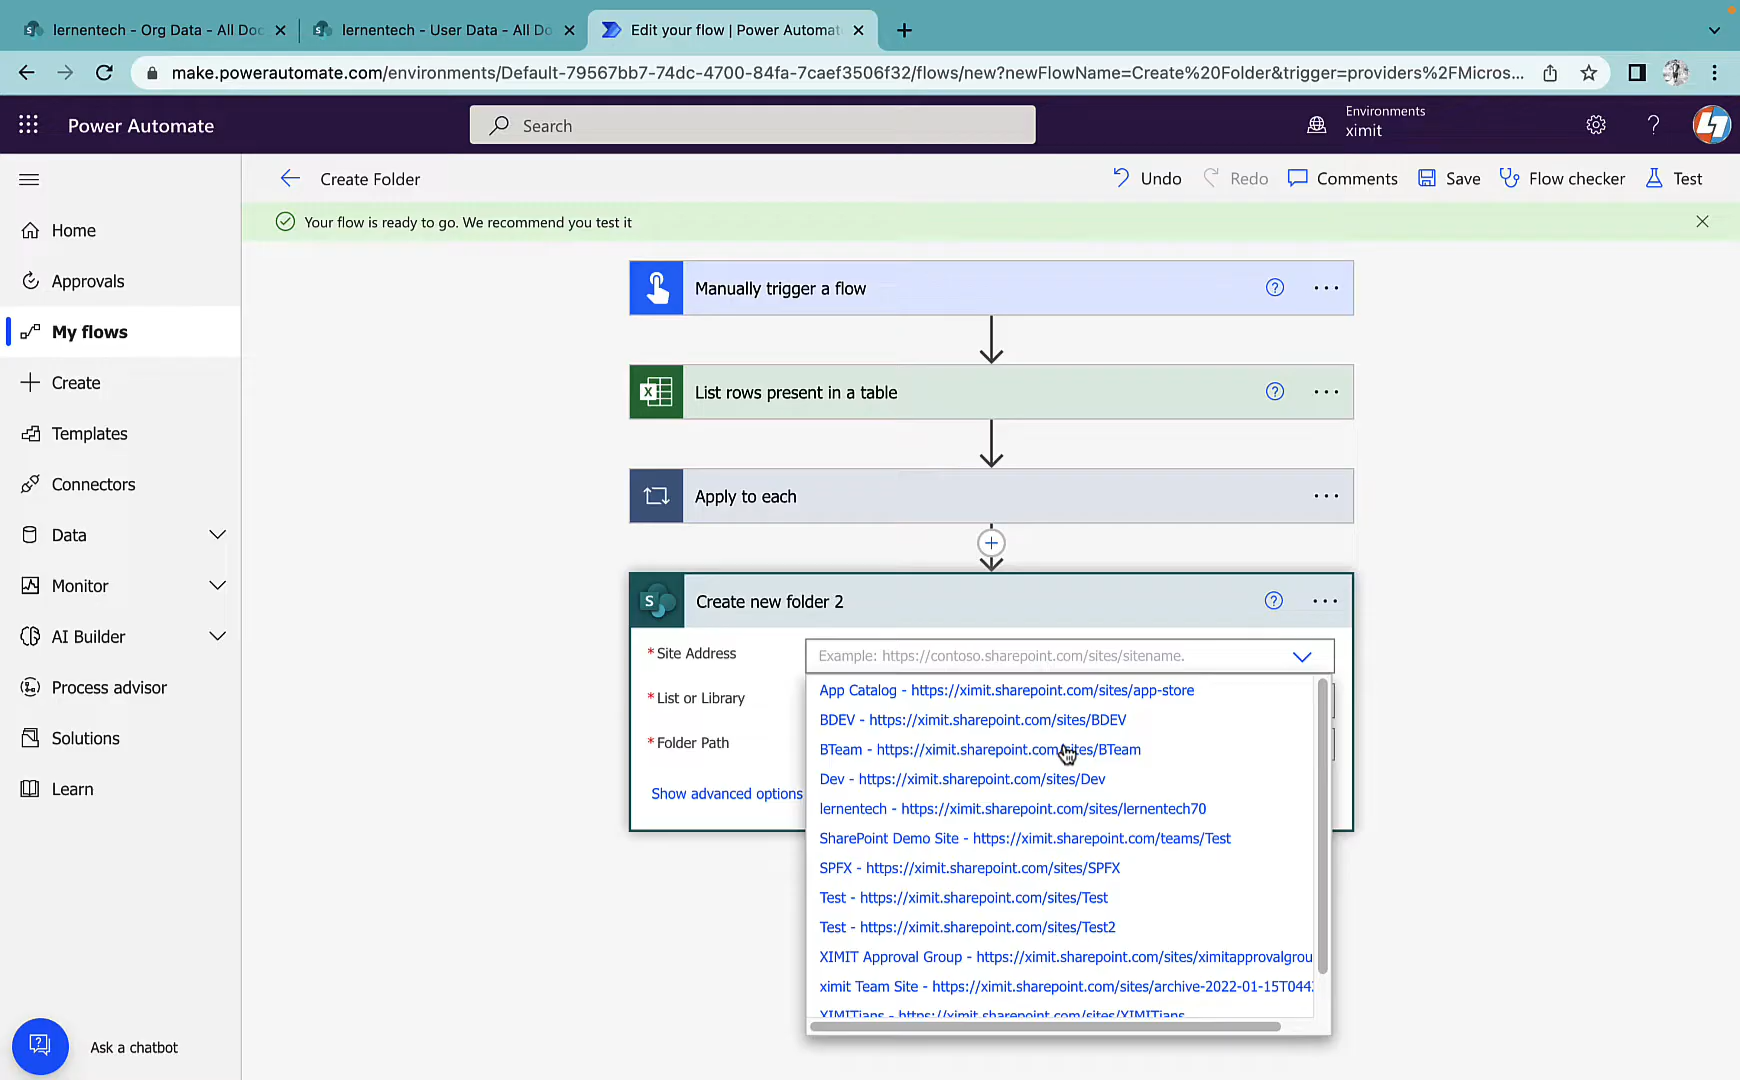 lernentech - Org Data - All Doc
lernentech - User Data - All Do
Edit your flow | Power Automat
make.powerautomate.com/environments/Default-79567bb7-74dc-4700-84fa-7caef3506f32/flows/new?newFlowName=Create%20Folder&trigger=providers%2FMicros...
Power Automate
Search
Environments
ximit
Create Folder
Undo
Redo
Comments
Save
Flow checker
Test
Your flow is ready to go. We recommend you test it
Home
Approvals
My flows
Create
Templates
Connectors
Data
Monitor
AI Builder
Process advisor
Solutions
Learn
Ask a chatbot
Manually trigger a flow
List rows present in a table
Apply to each
Create new folder 2
* Site Address
Example: https://contoso.sharepoint.com/sites/sitename.
* List or Library
* Folder Path
Show advanced options
App Catalog - https://ximit.sharepoint.com/sites/app-store
BDEV - https://ximit.sharepoint.com/sites/BDEV
BTeam - https://ximit.sharepoint.com/sites/BTeam
Dev - https://ximit.sharepoint.com/sites/Dev
lernentech - https://ximit.sharepoint.com/sites/lernentech70
SharePoint Demo Site - https://ximit.sharepoint.com/teams/Test
SPFX - https://ximit.sharepoint.com/sites/SPFX
Test - https://ximit.sharepoint.com/sites/Test
Test - https://ximit.sharepoint.com/sites/Test2
XIMIT Approval Group - https://ximit.sharepoint.com/sites/ximitapprovalgrou
ximit Team Site - https://ximit.sharepoint.com/sites/archive-2022-01-15T044
XIMITians - https://ximit.sharepoint.com/sites/XIMITians